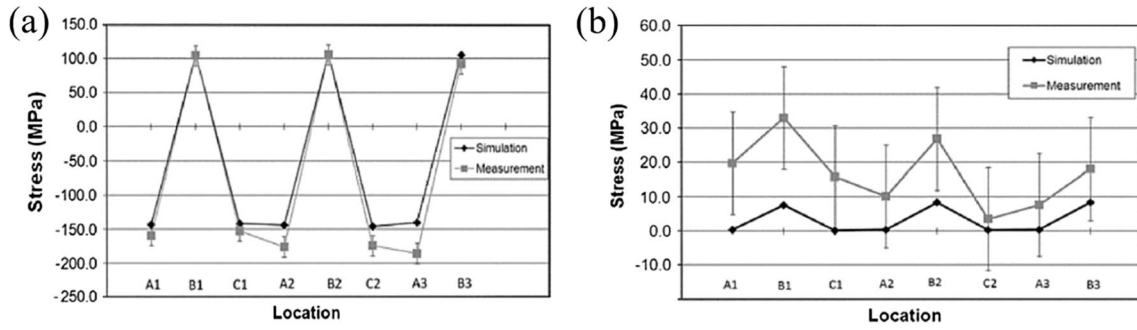 (a)
150.0
100.0
50.0
0.0
-50.0
-100.0
-150.0
-200.0
-250.0
Stress (MPa)
Simulation
Measurement
A1 B1 C1 A2 B2 C2 A3 B3
Location
(b)
60.0
50.0
40.0
30.0
20.0
10.0
0.0
-10.0
Stress (MPa)
Simulation
Measurement
A1 B1 C1 A2 B2 C2 A3 B3
Location